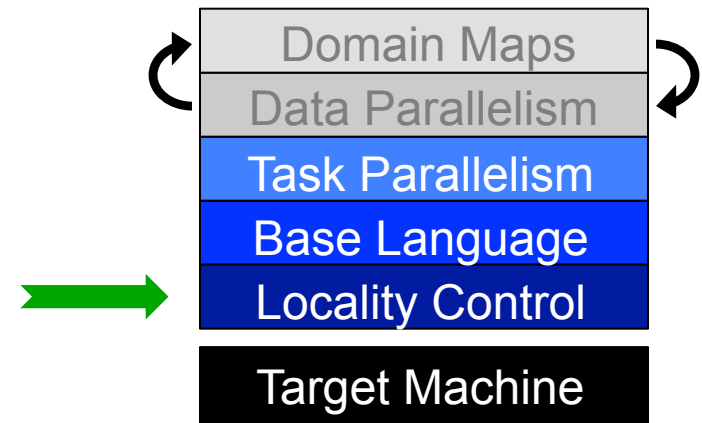 Domain Maps
Data Parallelism
Task Parallelism
Base Language
Locality Control
Target Machine